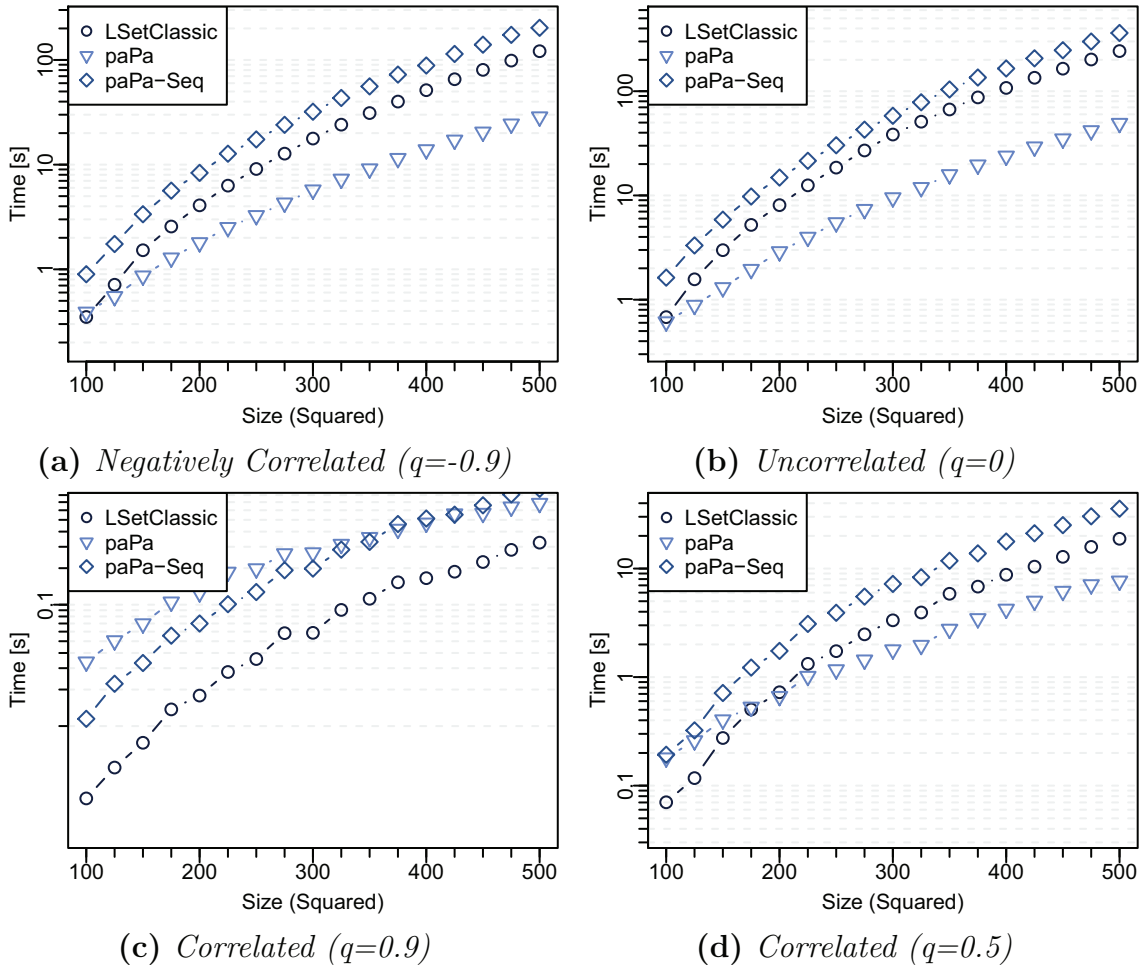 LSetClassic
paPa
paPa-Seq
Time [s]
100
10
1
100 200 300 400 500
Size (Squared)
(a) Negatively Correlated (q=-0.9)
LSetClassic
paPa
paPa-Seq
Time [s]
100
10
1
100 200 300 400 500
Size (Squared)
(b) Uncorrelated (q=0)
LSetClassic
paPa
paPa-Seq
Time [s]
0.1
100 200 300 400 500
Size (Squared)
(c) Correlated (q=0.9)
LSetClassic
paPa
paPa-Seq
Time [s]
10
1
0.1
100 200 300 400 500
Size (Squared)
(d) Correlated (q=0.5)